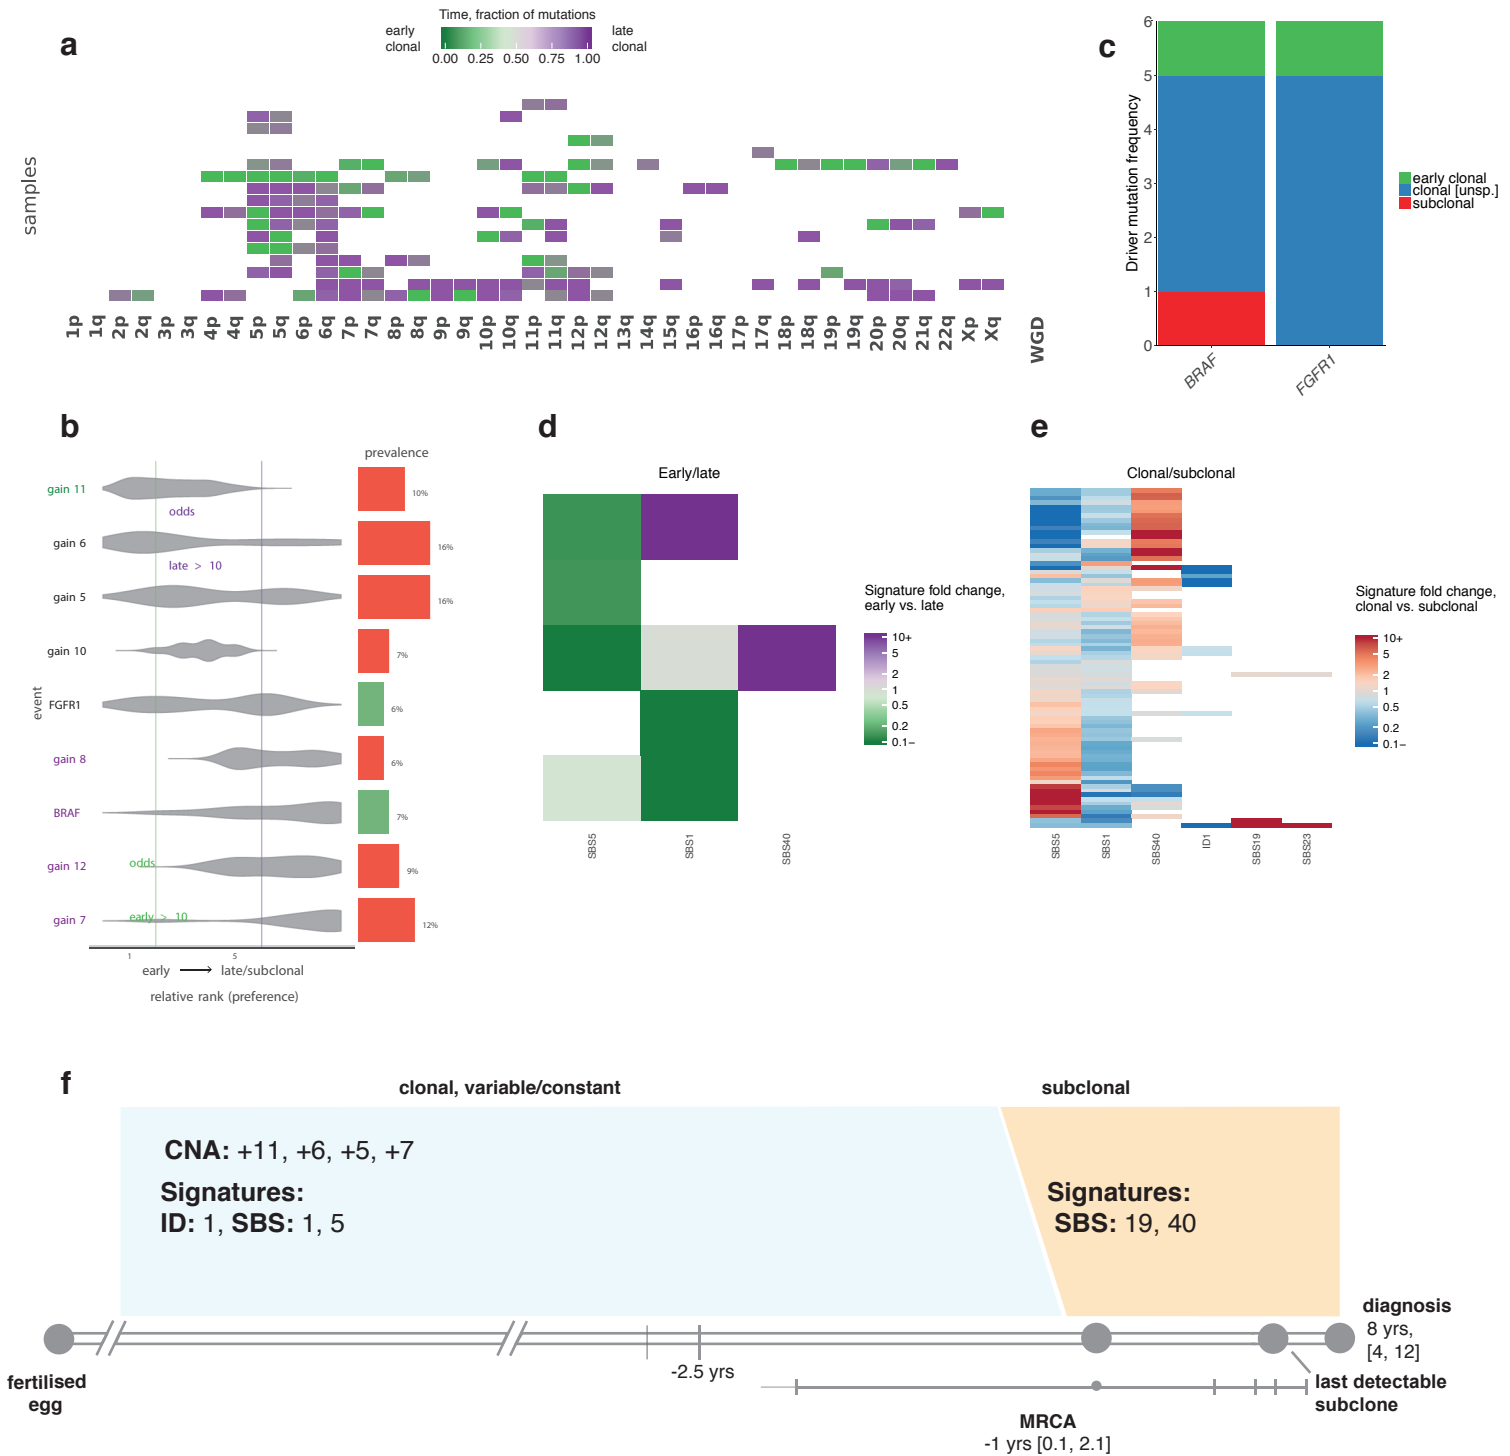 a
Time, fraction of mutations
early
clonal
late
clonal
0.00 0.25 0.50 0.75 1.00
samples
1p 1q 2p 2q 3p 3q 4p 4q 5p 5q 6p 6q 7p 7q 8p 8q 9p 9q 10p 10q 11p 11q 12p 12q 13q 14q 15q 16p 16q 17p 17q 18p 18q 19p 19q 20p 20q 21q 22q Xp Xq WGD
c
Driver mutation frequency
6
5
4
3
2
1
0
BRAF FGFR1
early clonal
clonal [unsp.]
subclonal
b
prevalence
event
gain 11
10%
odds
gain 6
16%
late > 10
gain 5
16%
gain 10
7%
FGFR1
6%
gain 8
6%
BRAF
7%
gain 12
odds
9%
gain 7
early > 10
12%
1 5
early late/subclonal
relative rank (preference)
d
Early/late
SBS5 SBS1 SBS40
Signature fold change,
early vs. late
10+
5
2
1
0.5
0.2
0.1−
e
Clonal/subclonal
SBS5 SBS1 SBS40 ID1 SBS19 SBS23
Signature fold change,
clonal vs. subclonal
10+
5
2
1
0.5
0.2
0.1−
f
clonal, variable/constant
subclonal
CNA: +11, +6, +5, +7
Signatures:
ID: 1, SBS: 1, 5
Signatures:
SBS: 19, 40
fertilised
egg
-2.5 yrs
MRCA
-1 yrs [0.1, 2.1]
diagnosis
8 yrs,
[4, 12]
last detectable
subclone